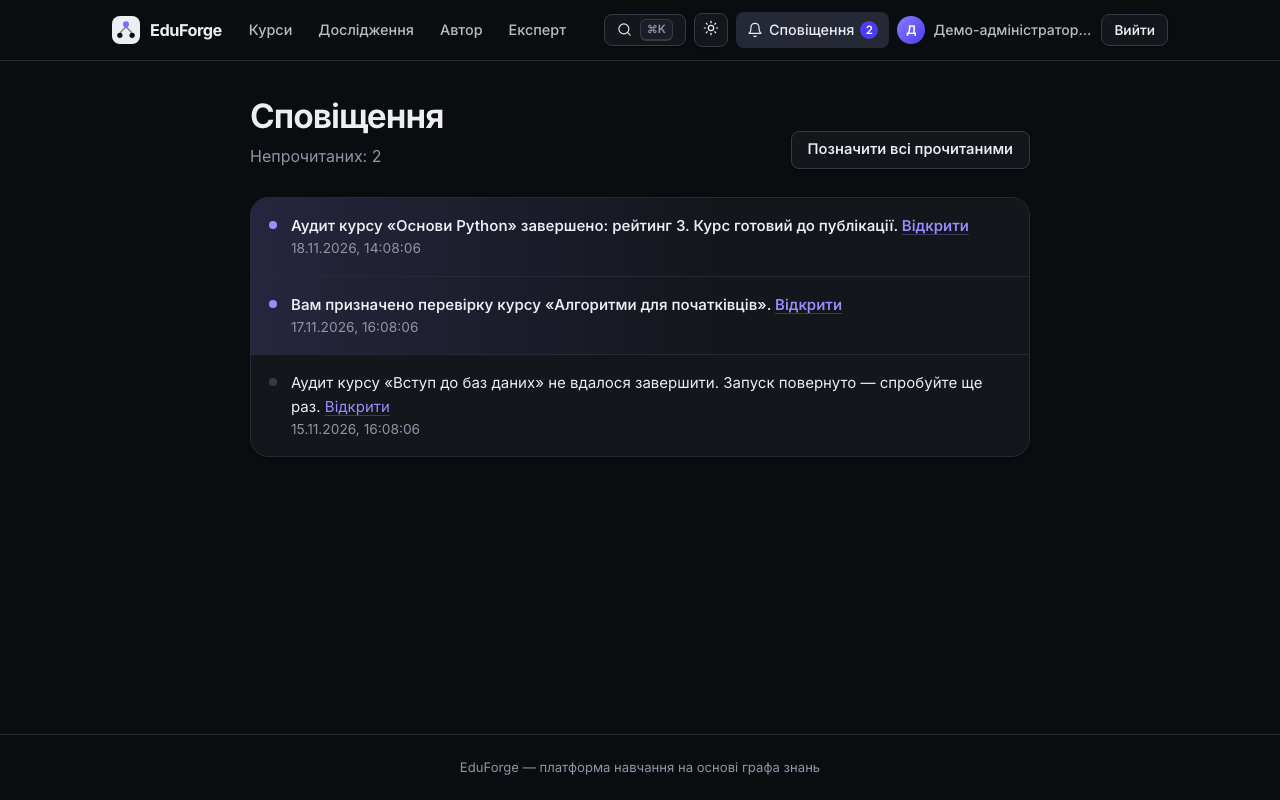 EduForge Курси Дослідження Автор Експерт ⌘K Сповіщення 2 Д Демо-адміністратор... Вийти
Сповіщення
Непрочитаних: 2
Позначити всі прочитаними
Аудит курсу «Основи Python» завершено: рейтинг 3. Курс готовий до публікації. Відкрити
18.11.2026, 14:08:06
Вам призначено перевірку курсу «Алгоритми для початківців». Відкрити
17.11.2026, 16:08:06
Аудит курсу «Вступ до баз даних» не вдалося завершити. Запуск повернуто — спробуйте ще
раз. Відкрити
15.11.2026, 16:08:06
EduForge — платформа навчання на основі графа знань